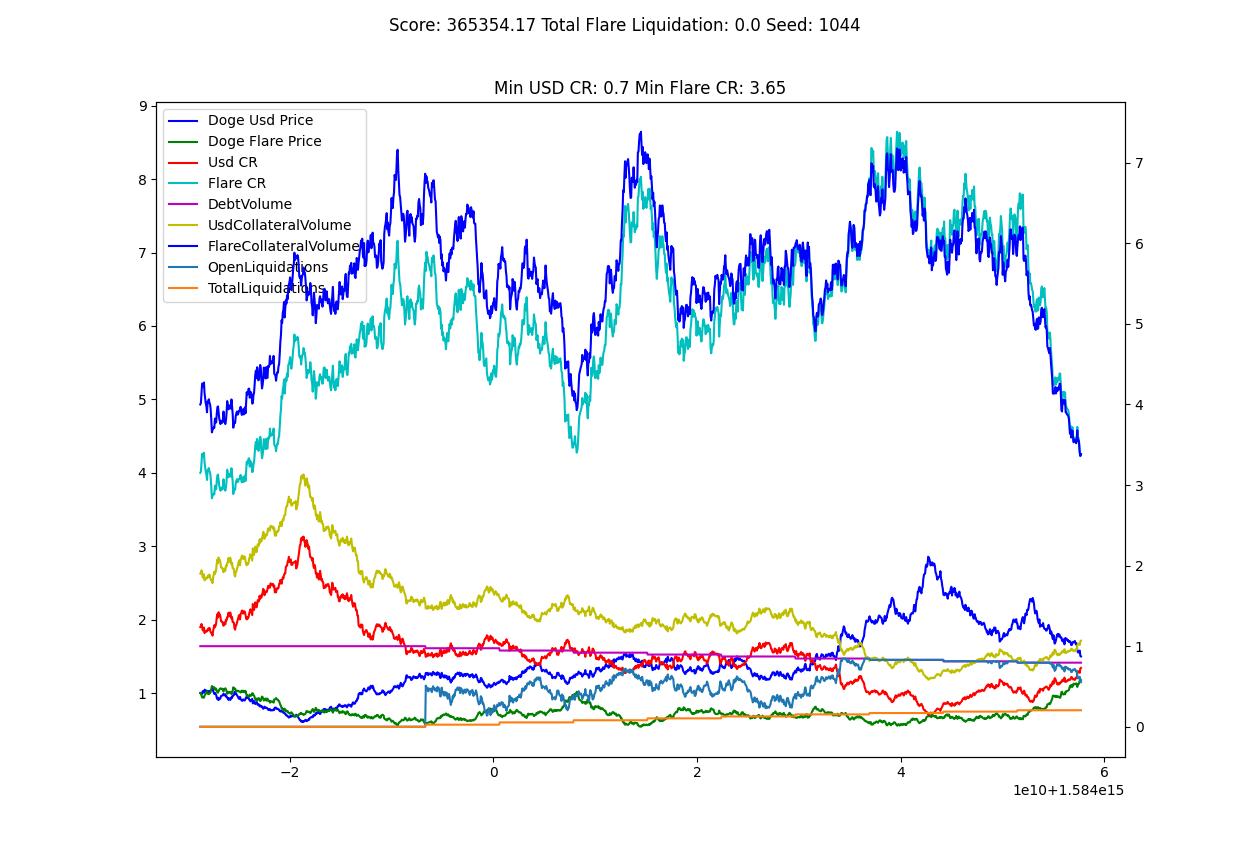 Score: 365354.17 Total Flare Liquidation: 0.0 Seed: 1044
Min USD CR: 0.7 Min Flare CR: 3.65
Doge Usd Price
Doge Flare Price
Usd CR
Flare CR
DebtVolume
UsdCollateralVolume
FlareCollateralVolume
OpenLiquidations
TotalLiquidations
9
8
7
6
5
4
3
2
1
7
6
5
4
3
2
1
0
−2
0
2
4
6
1e10+1.584e15